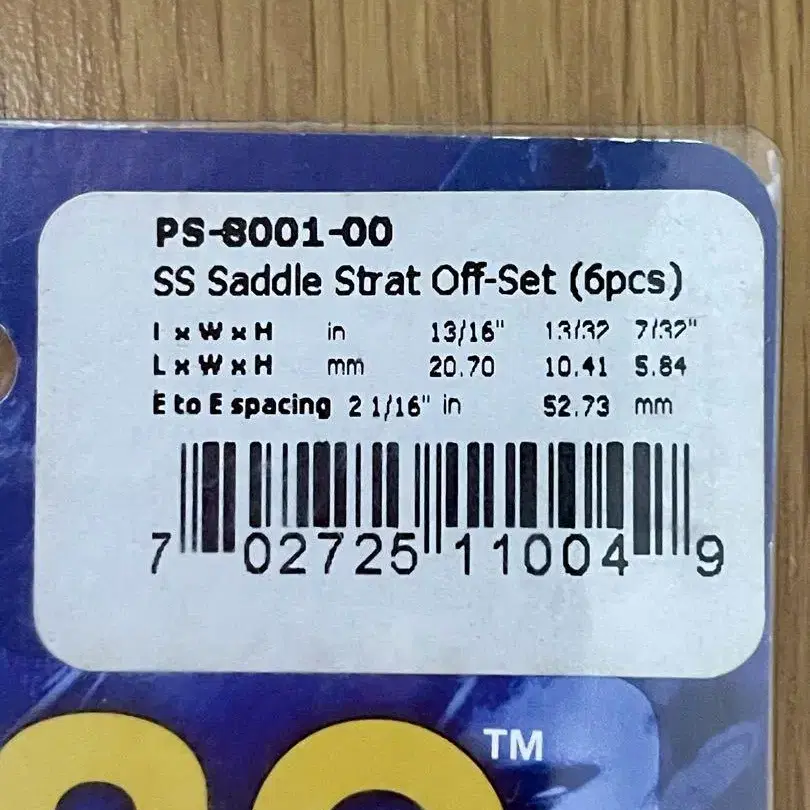 PS-8001-00
SS Saddle Strat Off-Set (6pcs)
L x W x H in 13/16" 13/32 7/32"
L x W x H mm 20.70 10.41 5.84
E to E spacing 2 1/16" in 52.73 mm
7 02725 11004 9
TM